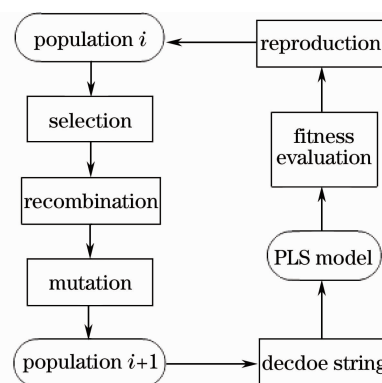 population i
selection
recombination
mutation
population i+1
decdoe string
PLS model
fitness
evaluation
reproduction